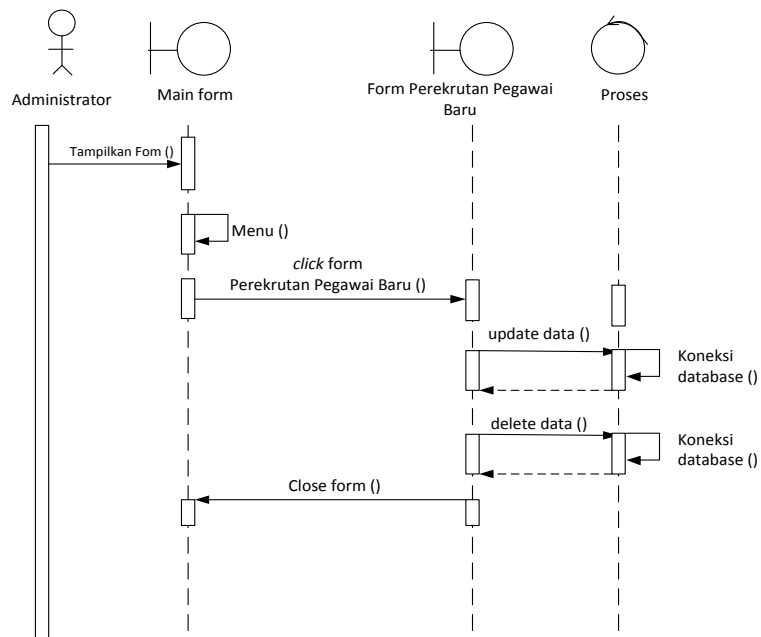 Administrator
Main form
Form Perekrutan Pegawai
Baru
Proses
Tampilkan Fom ()
Menu ()
click form
Perekrutan Pegawai Baru ()
update data ()
Koneksi
database ()
delete data ()
Koneksi
database ()
Close form ()